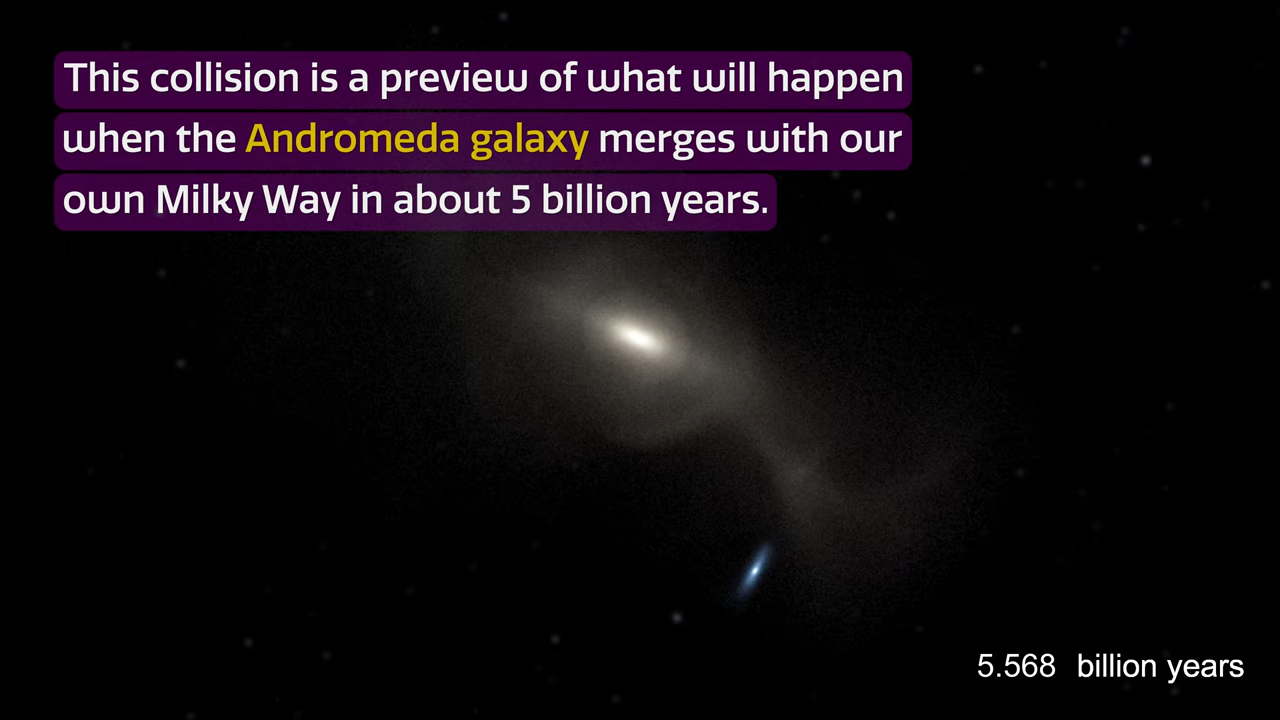 This collision is a preview of what will happen
when the Andromeda galaxy merges with our
own Milky Way in about 5 billion years.
5.568 billion years